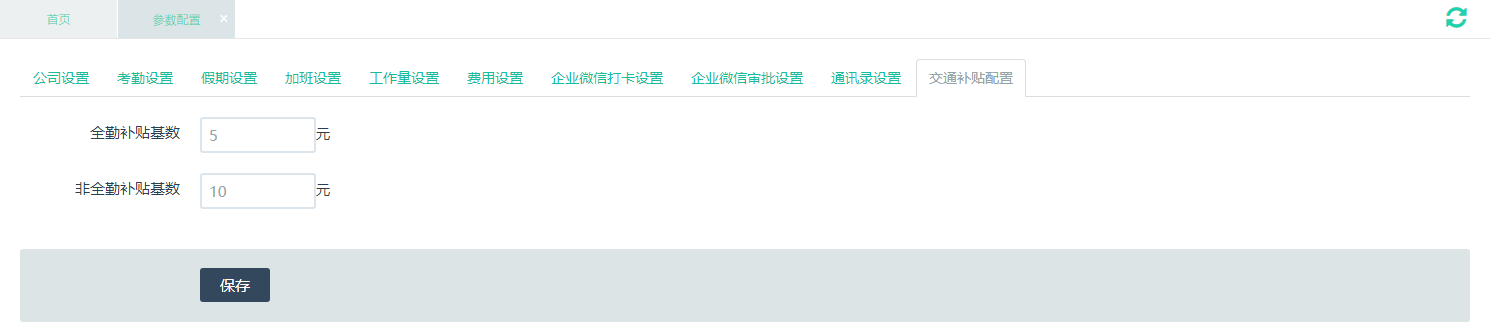 首页 参数配置 ×
公司设置 考勤设置 假期设置 加班设置 工作量设置 费用设置 企业微信打卡设置 企业微信审批设置 通讯录设置 交通补贴配置
全勤补贴基数 5 元
非全勤补贴基数 10 元
保存